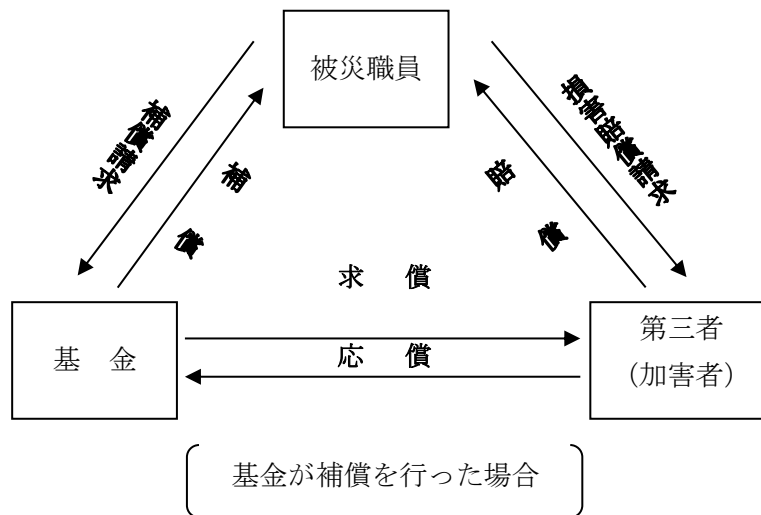 被災職員
補償請求
補償
賠償
損害賠償請求
求　償
基　金
応　償
第三者
（加害者）
基金が補償を行った場合